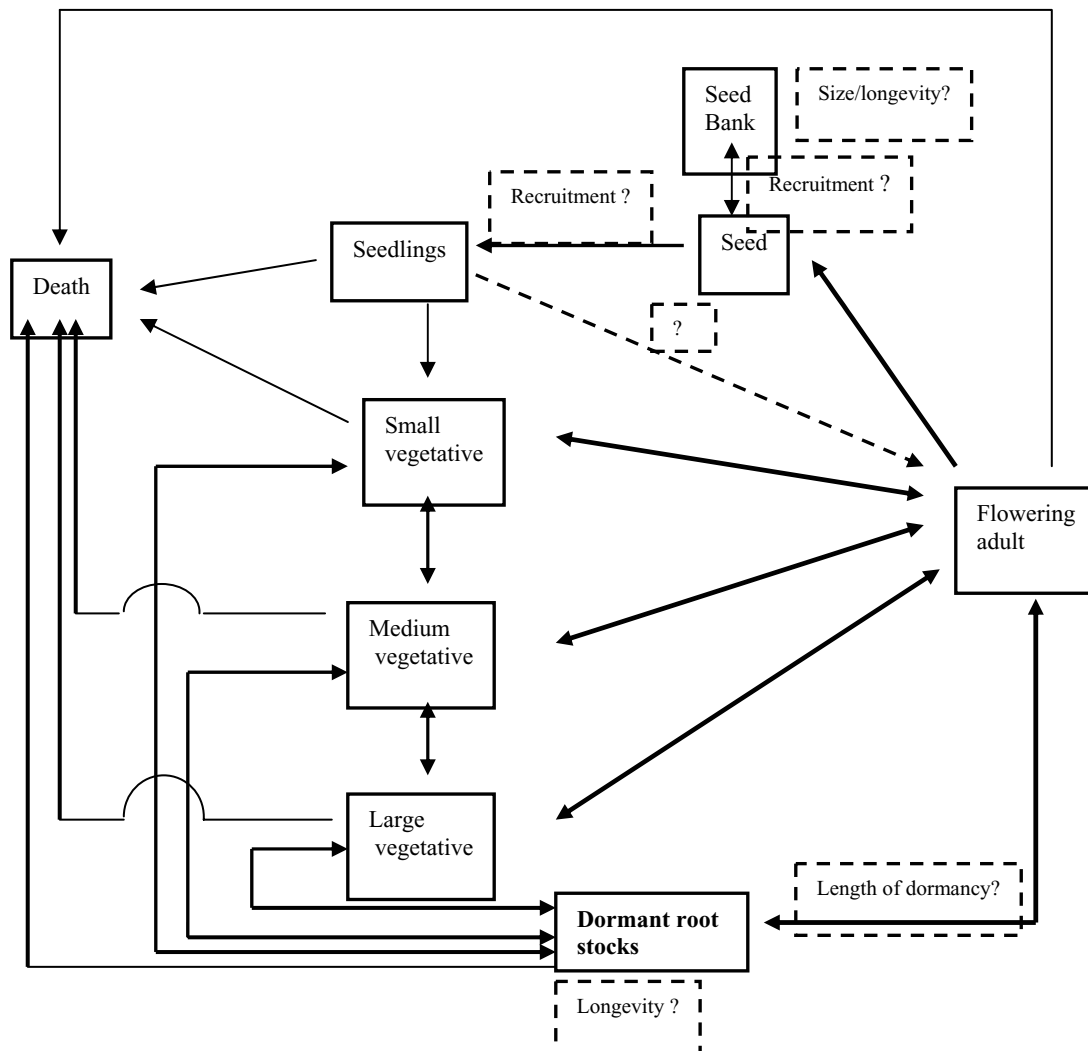 Seed
Bank
Size/longevity?
Recruitment ?
Recruitment ?
Seedlings
Seed
Death
?
Small
vegetative
Flowering
adult
Medium
vegetative
Large
vegetative
Length of dormancy?
Dormant root
stocks
Longevity ?